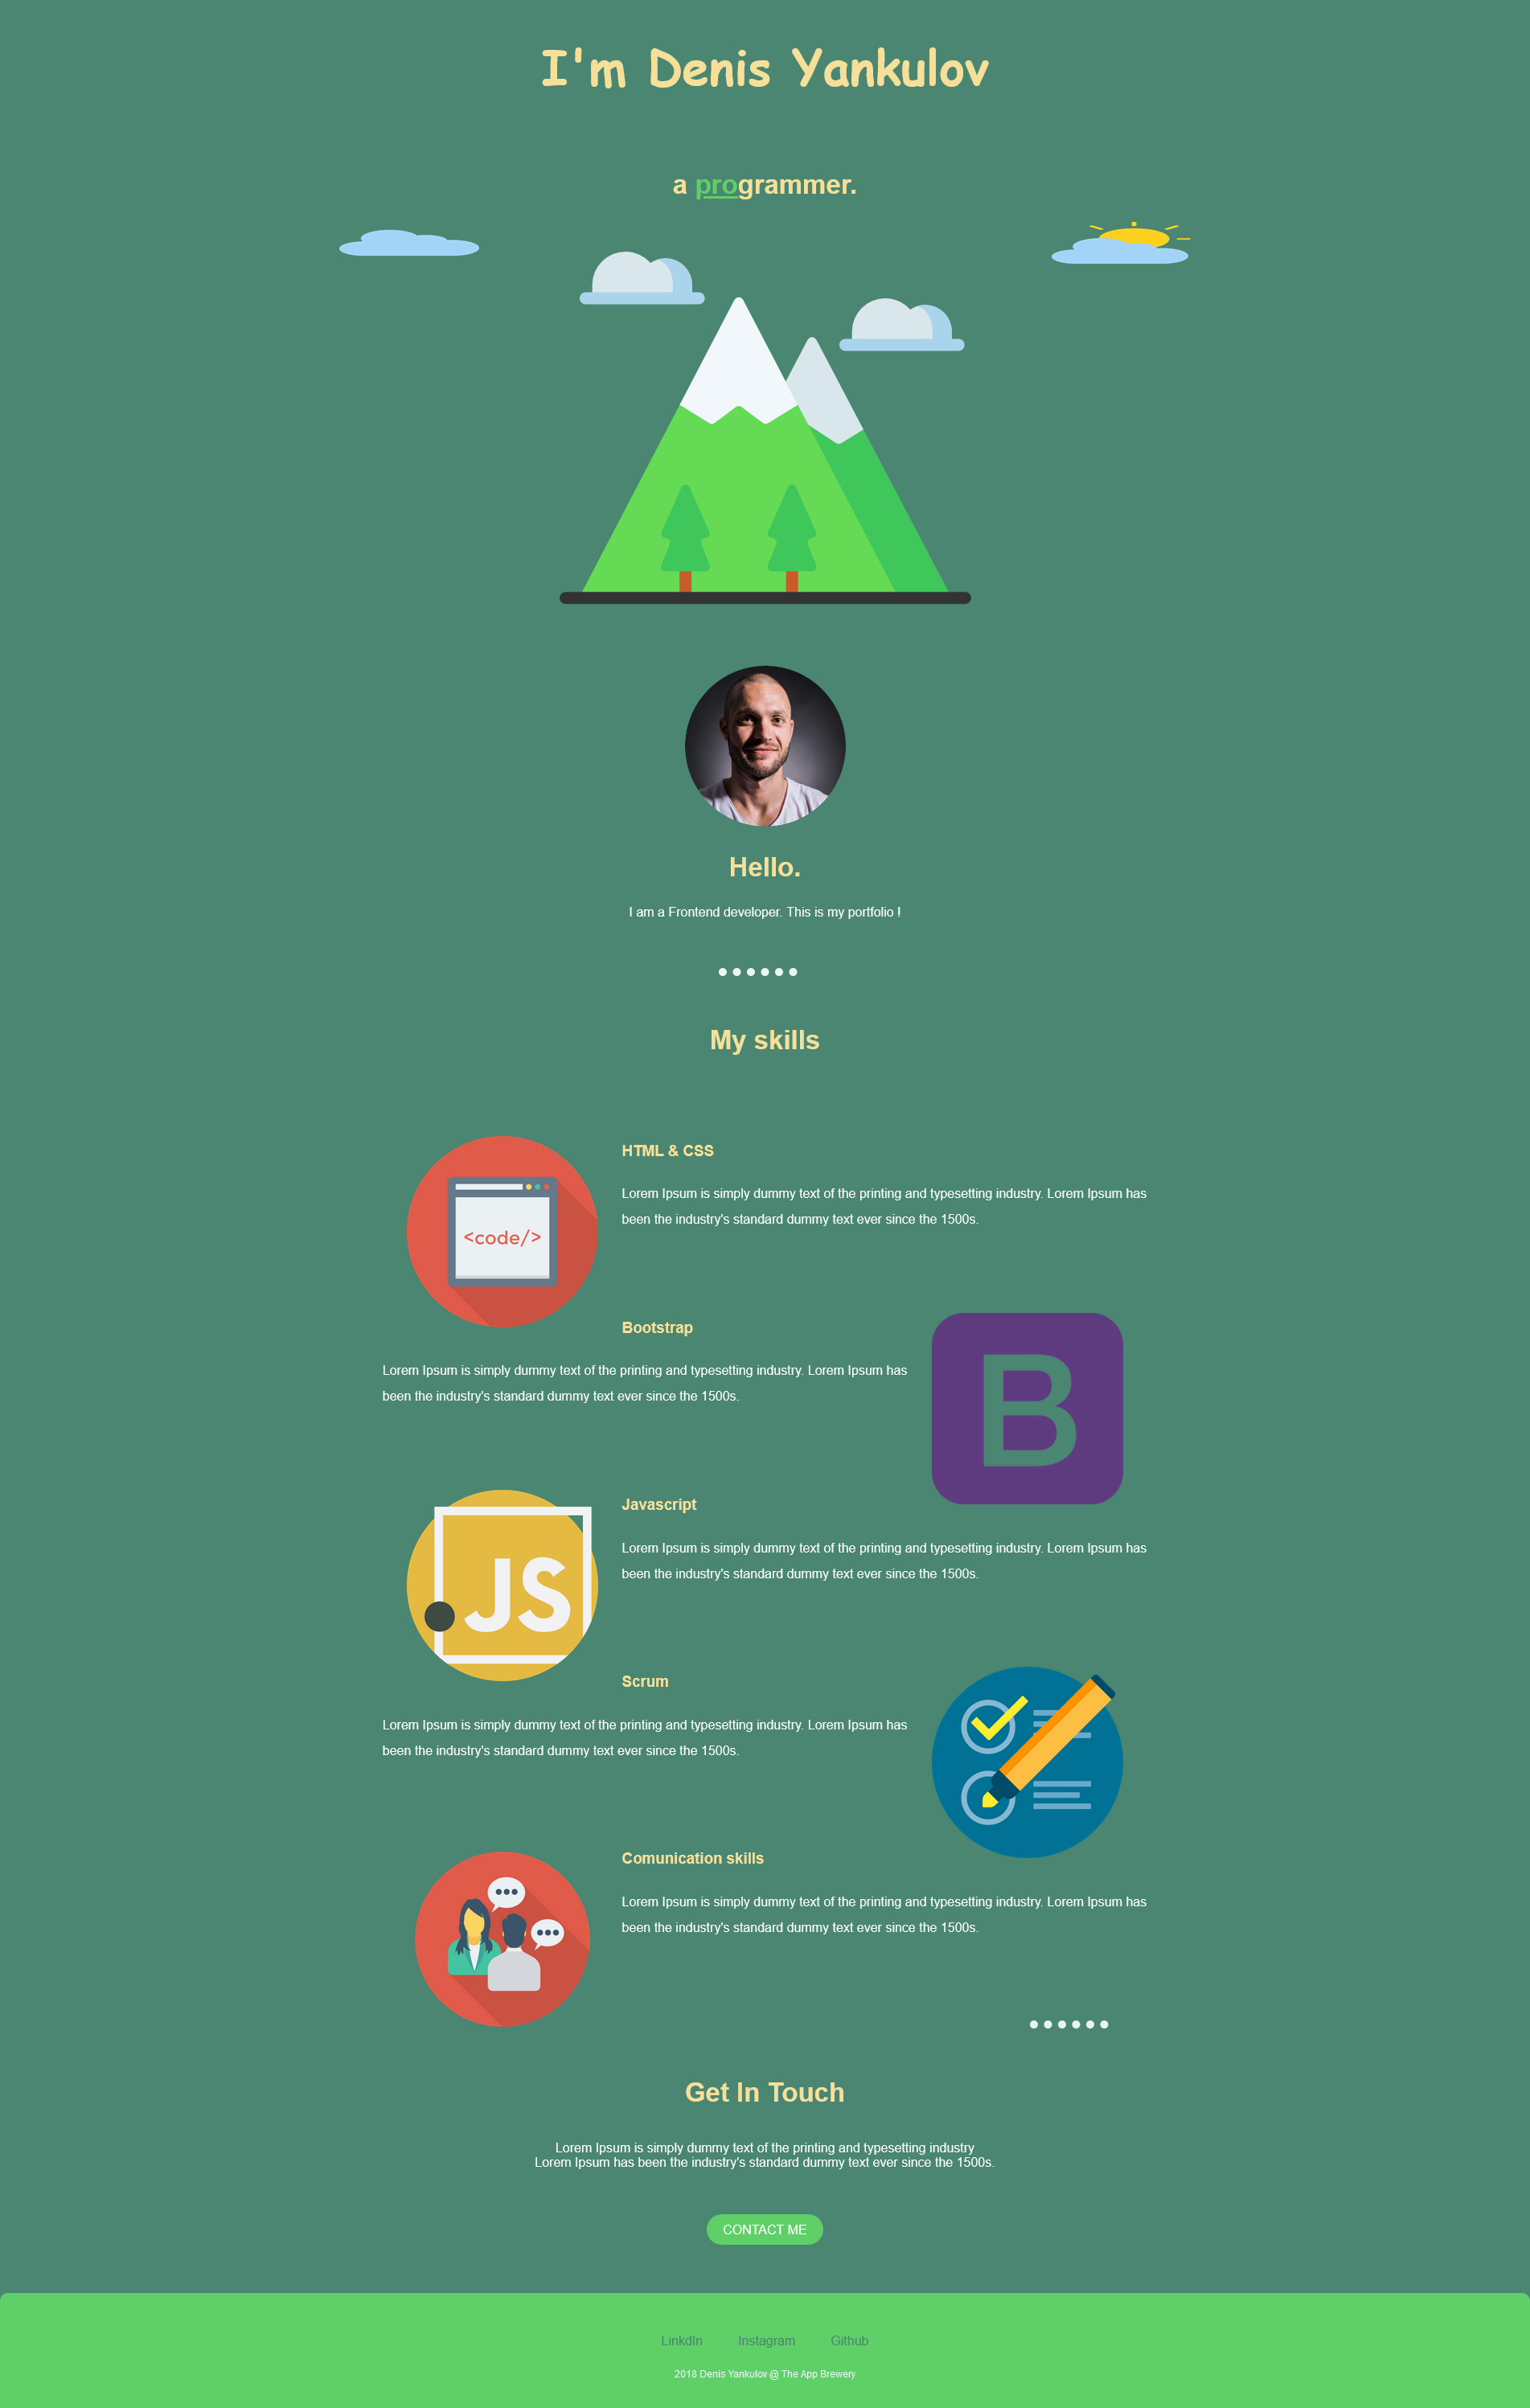 I'm Denis Yankulov
a programmer.
Hello.
I am a Frontend developer. This is my portfolio !
My skills
<code/>
HTML & CSS
Lorem Ipsum is simply dummy text of the printing and typesetting industry. Lorem Ipsum has
been the industry's standard dummy text ever since the 1500s.
B
Bootstrap
Lorem Ipsum is simply dummy text of the printing and typesetting industry. Lorem Ipsum has
been the industry's standard dummy text ever since the 1500s.
JS
Javascript
Lorem Ipsum is simply dummy text of the printing and typesetting industry. Lorem Ipsum has
been the industry's standard dummy text ever since the 1500s.
Scrum
Lorem Ipsum is simply dummy text of the printing and typesetting industry. Lorem Ipsum has
been the industry's standard dummy text ever since the 1500s.
Comunication skills
Lorem Ipsum is simply dummy text of the printing and typesetting industry. Lorem Ipsum has
been the industry's standard dummy text ever since the 1500s.
Get In Touch
Lorem Ipsum is simply dummy text of the printing and typesetting industry
Lorem Ipsum has been the industry's standard dummy text ever since the 1500s.
CONTACT ME
LinkdIn Instagram Github
2018 Denis Yankulov @ The App Brewery